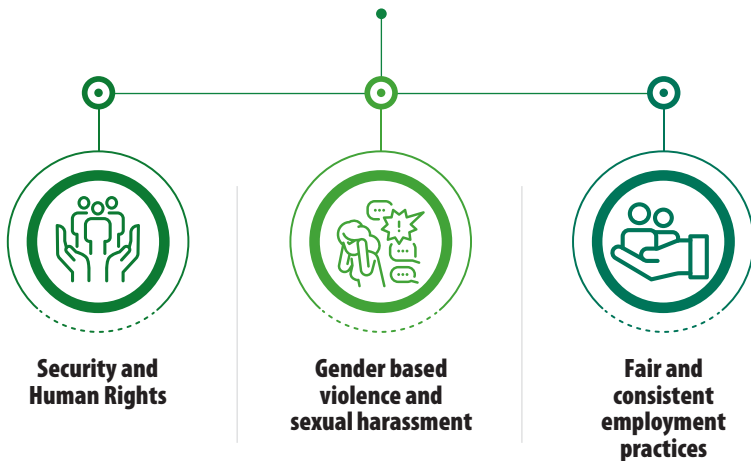 Security and
Human Rights
Gender based
violence and
sexual harassment
Fair and
consistent
employment
practices